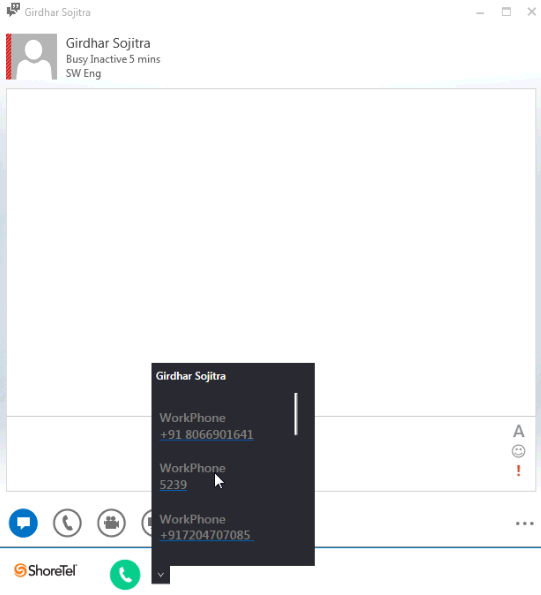 Girdhar Sojitra
Girdhar Sojitra
Busy Inactive 5 mins
SW Eng
Girdhar Sojitra
WorkPhone
+91 8066901641
WorkPhone
5239
WorkPhone
+917204707085
A
!
ShoreTel